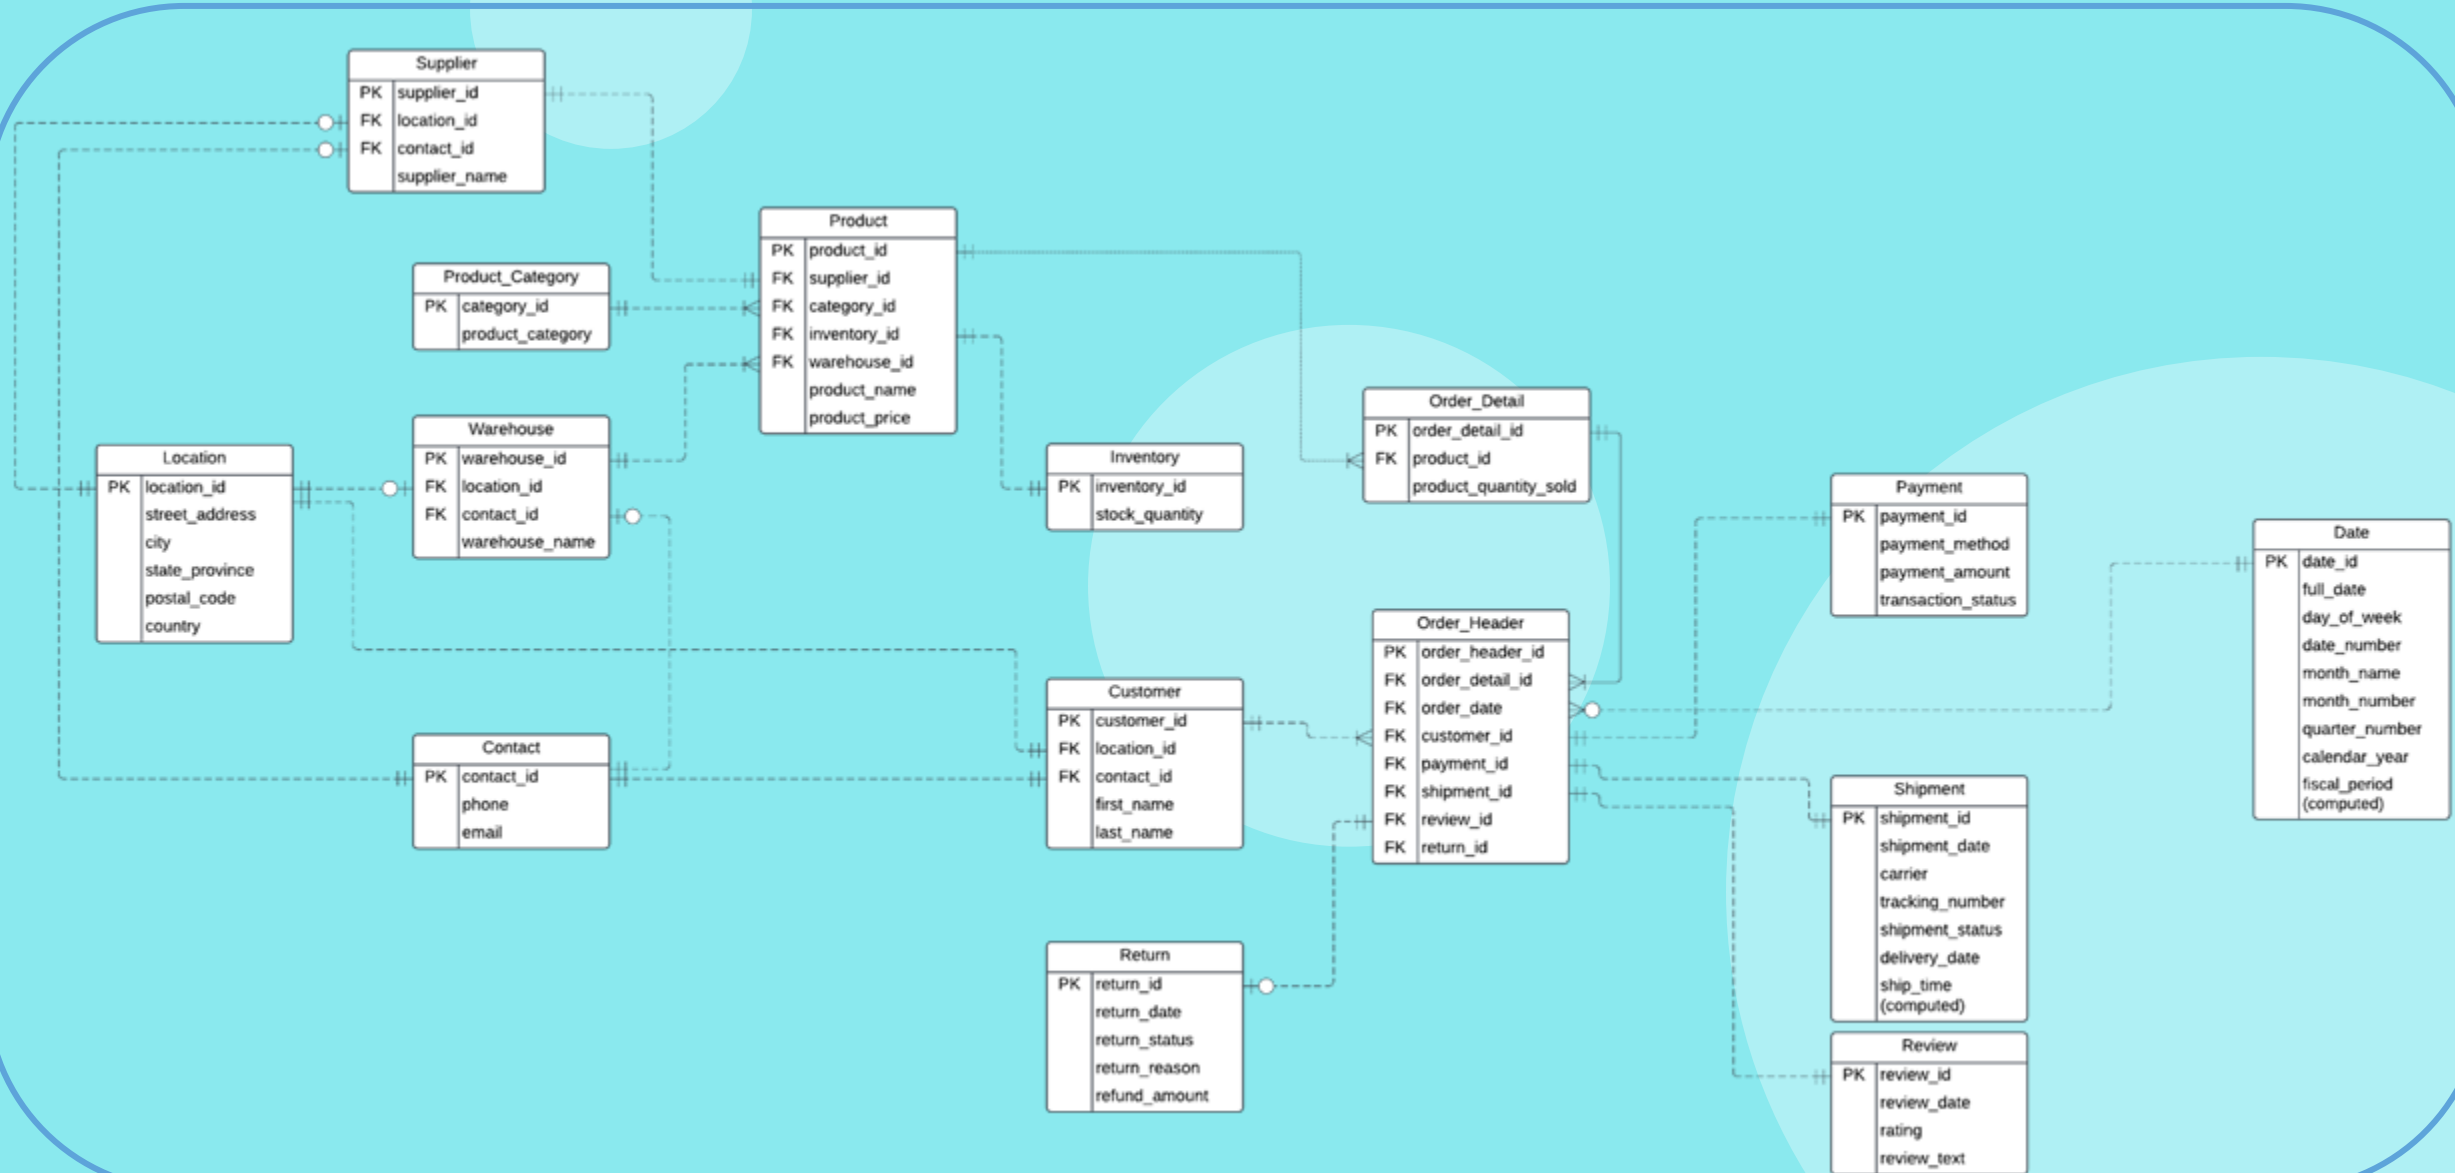 Supplier
PK supplier_id
FK location_id
FK contact_id
supplier_name
Product
PK product_id
FK supplier_id
FK category_id
FK inventory_id
FK warehouse_id
product_name
product_price
Product_Category
PK category_id
product_category
Warehouse
PK warehouse_id
FK location_id
FK contact_id
warehouse_name
Location
PK location_id
street_address
city
state_province
postal_code
country
Inventory
PK inventory_id
stock_quantity
Order_Detail
PK order_detail_id
FK product_id
product_quantity_sold
Payment
PK payment_id
payment_method
payment_amount
transaction_status
Date
PK date_id
full_date
day_of_week
date_number
month_name
month_number
quarter_number
calendar_year
fiscal_period
(computed)
Order_Header
PK order_header_id
FK order_detail_id
FK order_date
FK customer_id
FK payment_id
FK shipment_id
FK review_id
FK return_id
Customer
PK customer_id
FK location_id
FK contact_id
first_name
last_name
Contact
PK contact_id
phone
email
Shipment
PK shipment_id
shipment_date
carrier
tracking_number
shipment_status
delivery_date
ship_time
(computed)
Return
PK return_id
return_date
return_status
return_reason
refund_amount
Review
PK review_id
review_date
rating
review_text